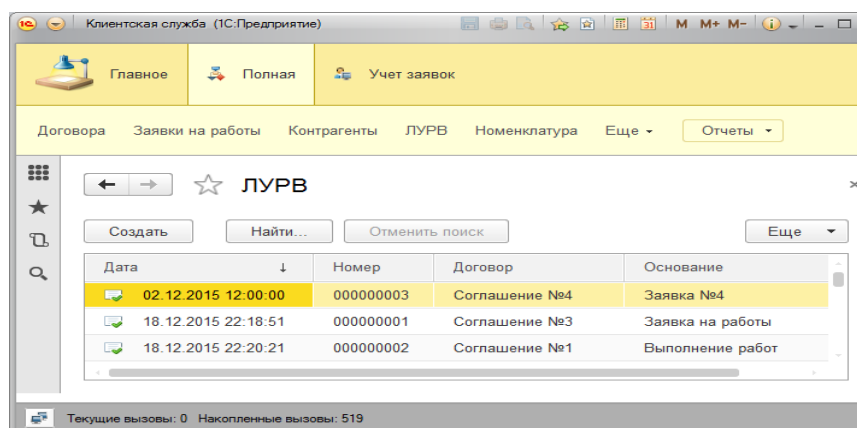 1С Клиентская служба (1С:Предприятие) 31 M M+ M-
Главное Полная Учет заявок
Договора Заявки на работы Контрагенты ЛУРВ Номенклатура Еще Отчеты
ЛУРВ
Создать Найти... Отменить поиск Еще
Дата ↓ Номер Договор Основание
02.12.2015 12:00:00 000000003 Соглашение №4 Заявка №4
18.12.2015 22:18:51 000000001 Соглашение №3 Заявка на работы
18.12.2015 22:20:21 000000002 Соглашение №1 Выполнение работ
Текущие вызовы: 0 Накопленные вызовы: 519